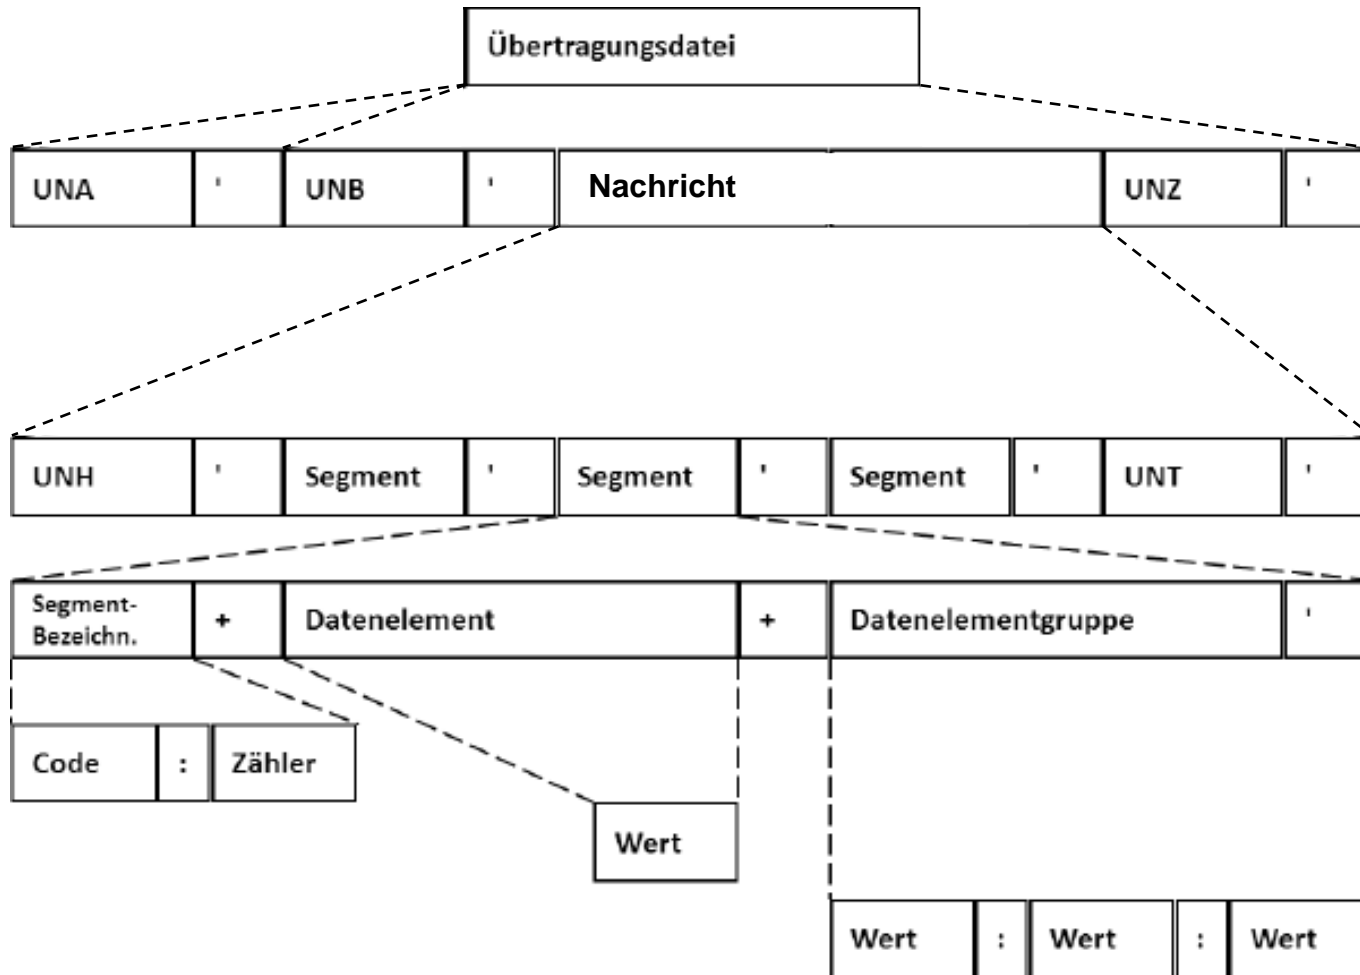 Übertragungsdatei
UNA ' UNB ' Nachricht UNZ '
UNH ' Segment ' Segment ' Segment ' UNT '
Segment-
Bezeichn. + Datenelement + Datenelementgruppe '
Code : Zähler
Wert
Wert : Wert : Wert